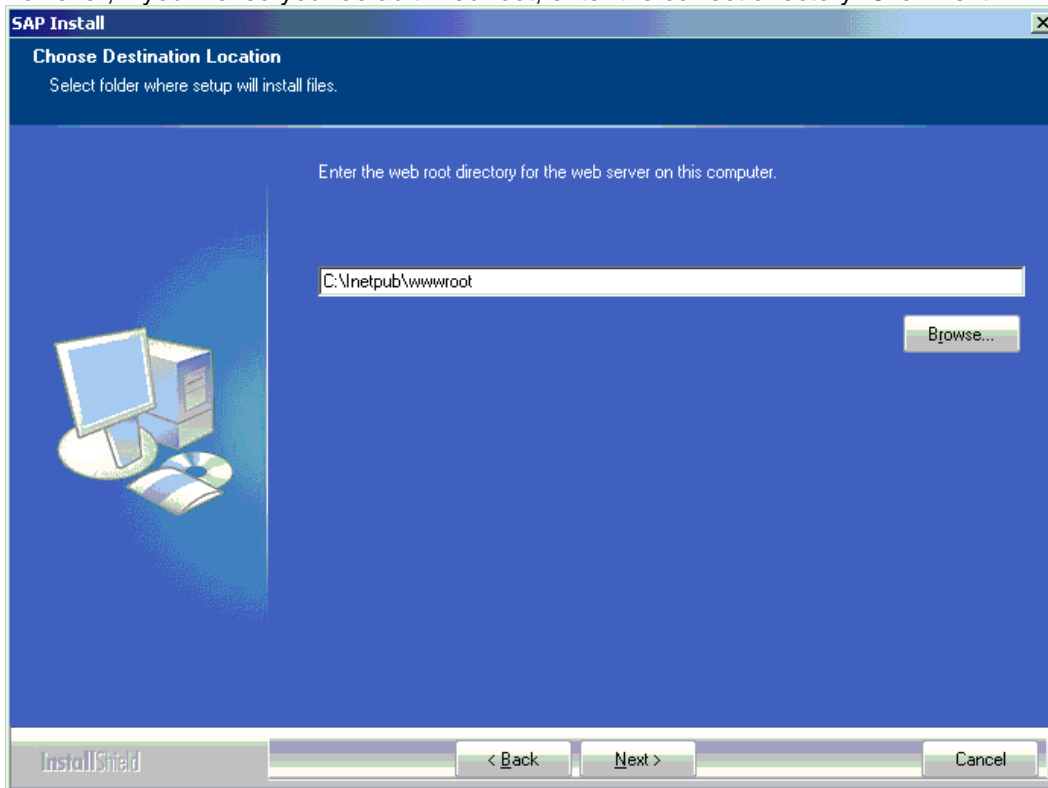 SAP Install
Choose Destination Location
Select folder where setup will install files.
Enter the web root directory for the web server on this computer.
C:\Inetpub\wwwroot
Browse...
InstallShield
< Back
Next >
Cancel